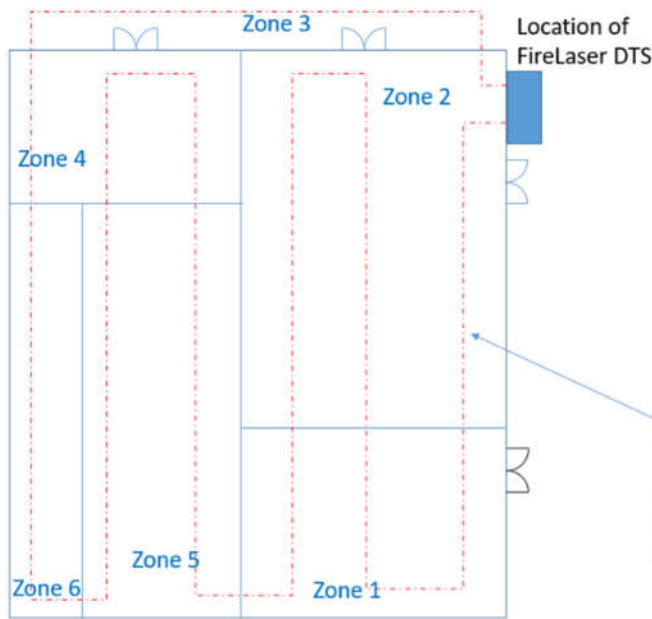 Zone 3
Location of
FireLaser DTS
Zone 2
Zone 4
Zone 5
Zone 6
Zone 1